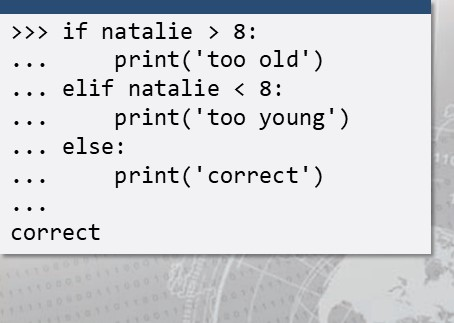 >>> if natalie > 8:
...     print('too old')
... elif natalie < 8:
...     print('too young')
... else:
...     print('correct')
...
correct